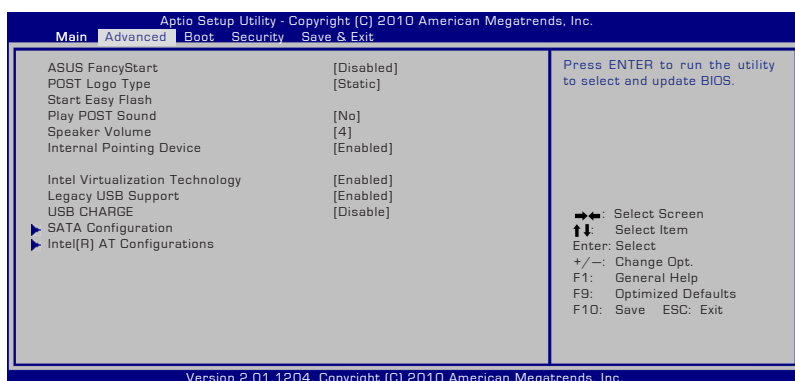 Aptio Setup Utility - Copyright (C) 2010 American Megatrends, Inc.
Main Advanced Boot Security Save & Exit
ASUS FancyStart [Disabled]
POST Logo Type [Static]
Start Easy Flash
Play POST Sound [No]
Speaker Volume [4]
Internal Pointing Device [Enabled]
Intel Virtualization Technology [Enabled]
Legacy USB Support [Enabled]
USB CHARGE [Disable]
SATA Configuration
Intel(R) AT Configurations
Press ENTER to run the utility
to select and update BIOS.
→←: Select Screen
↑↓: Select Item
Enter: Select
+/—: Change Opt.
F1: General Help
F9: Optimized Defaults
F10: Save ESC: Exit
Version 2.01.1204. Copyright (C) 2010 American Megatrends, Inc.